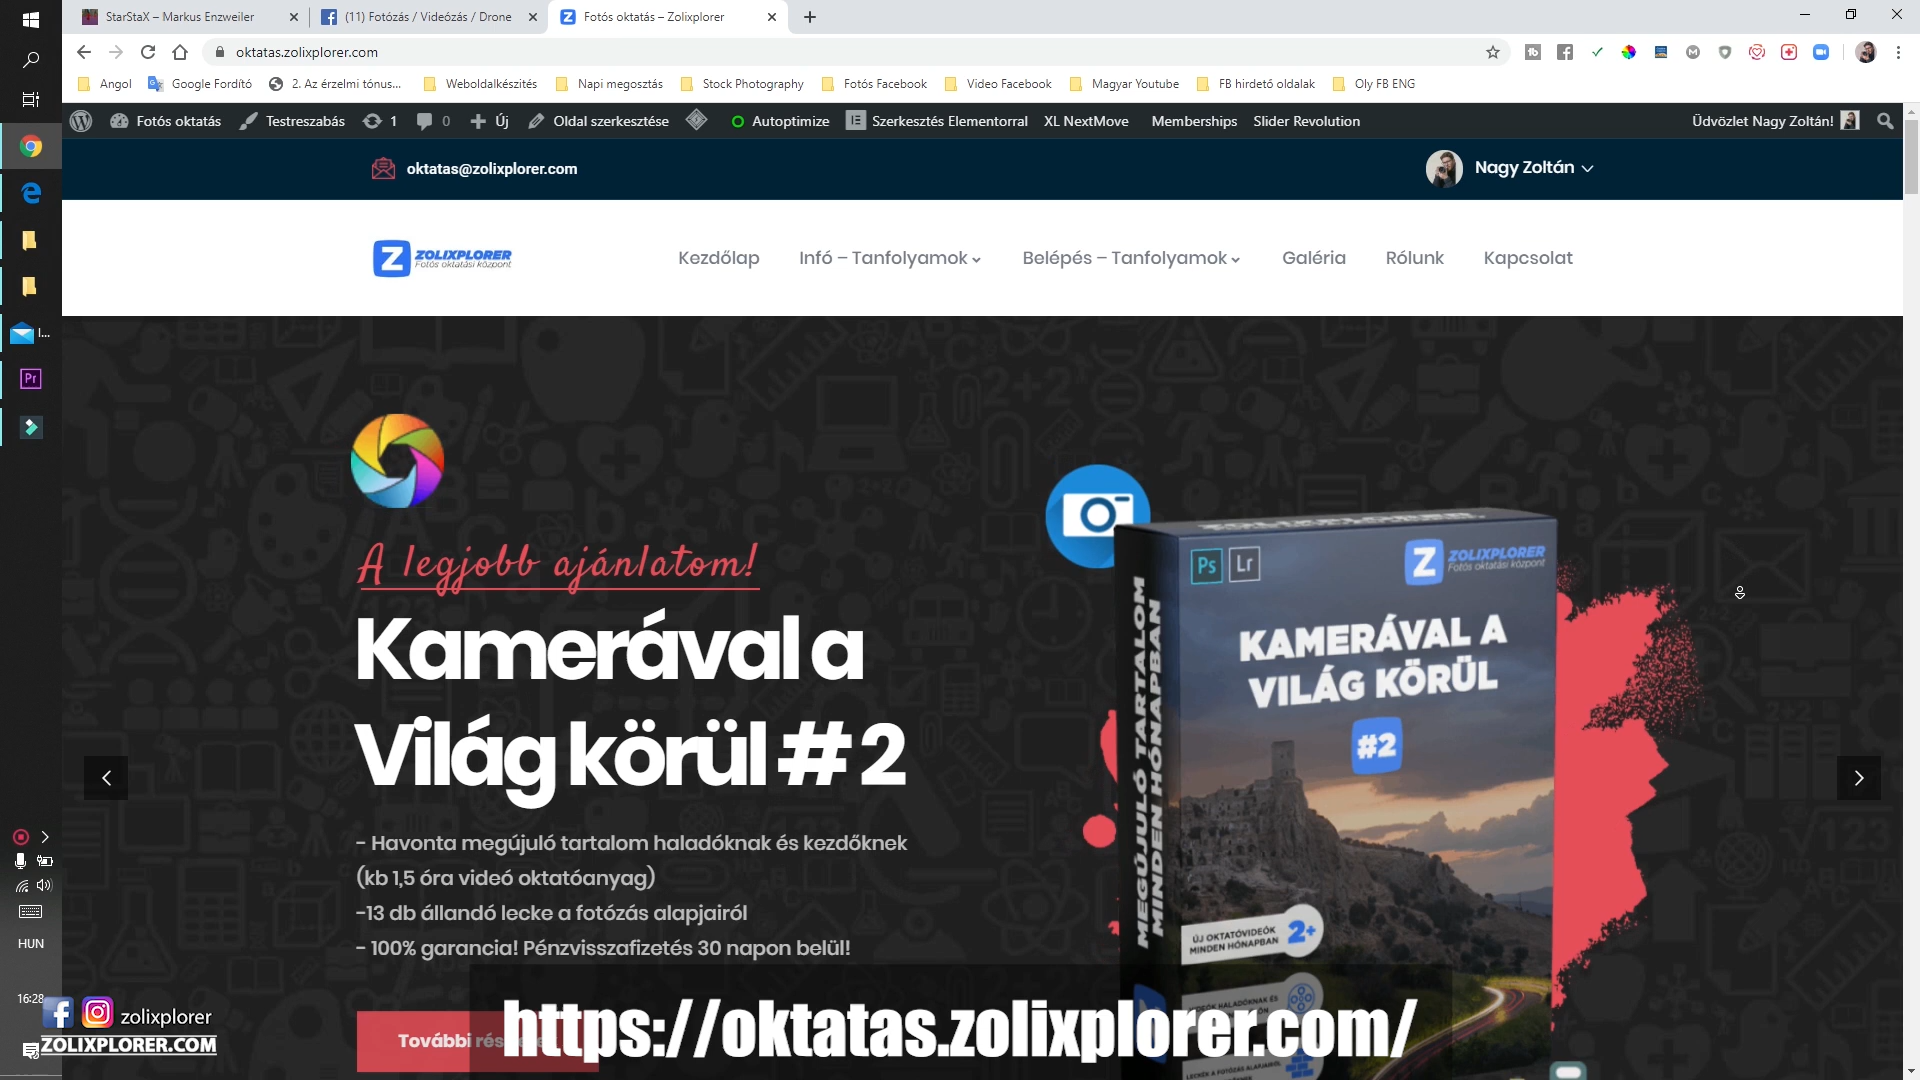 StarStaX – Markus Enzweiler
(11) Fotózás / Videózás / Drone
Fotós oktatás – Zolixplorer
oktatas.zolixplorer.com
Angol
Google Fordító
2. Az érzelmi tónus...
Weboldalkészités
Napi megosztás
Stock Photography
Fotós Facebook
Video Facebook
Magyar Youtube
FB hirdető oldalak
Oly FB ENG
Fotós oktatás
Testreszabás
1
0
Új
Oldal szerkesztése
Autoptimize
Szerkesztés Elementorral
XL NextMove
Memberships
Slider Revolution
Üdvözlet Nagy Zoltán!
oktatas@zolixplorer.com
Nagy Zoltán
Z ZOLIXPLORER
Fotós oktatási központ
Kezdőlap
Infó – Tanfolyamok
Belépés – Tanfolyamok
Galéria
Rólunk
Kapcsolat
A legjobb ajánlatom!
Kamerával a
Világ körül #2
- Havonta megújuló tartalom haladóknak és kezdőknek
(kb 1,5 óra videó oktatóanyag)
-13 db állandó lecke a fotózás alapjairól
- 100% garancia! Pénzvisszafizetés 30 napon belül!
További
Ps Lr
Z ZOLIXPLORER
Fotós oktatási központ
KAMERÁVAL A
VILÁG KÖRÜL
#2
MEGÚJULÓ TARTALOM
MINDEN HÓNAPBAN
ÚJ OKTATÓVIDEÓK
MINDEN HÓNAPBAN
2+
https://oktatas.zolixplorer.com/
Pr
HUN
16:28
zolixplorer
ZOLIXPLORER.COM